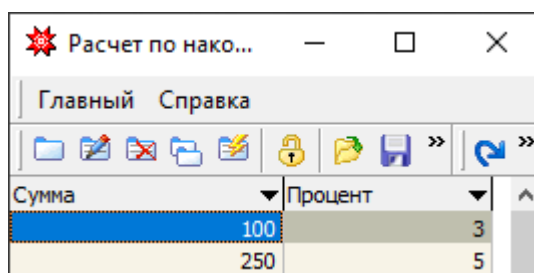 Расчет по нако...
Главный Справка
Сумма Процент
100 3
250 5